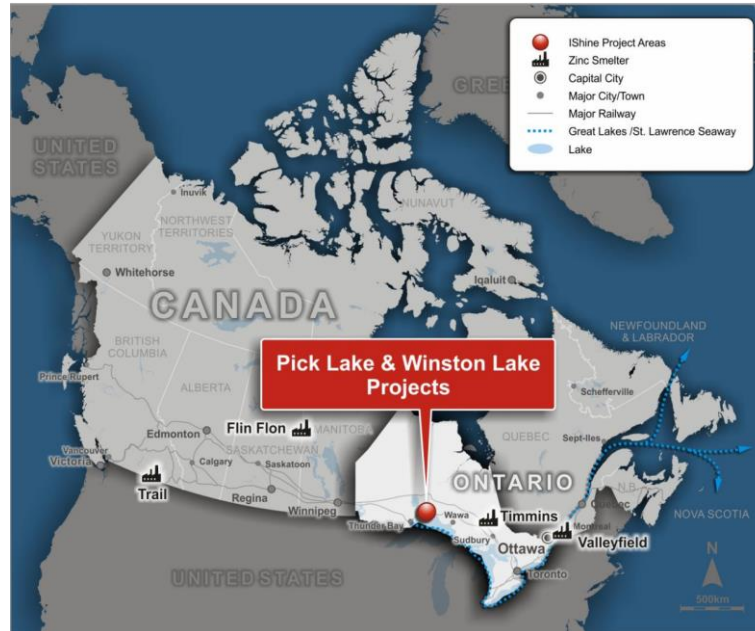 IShine Project Areas
Zinc Smelter
Capital City
Major City/Town
Major Railway
Great Lakes /St. Lawrence Seaway
Lake
UNITED
STATES
Inuvik
YUKON
TERRITORY
NORTHWEST
TERRITORIES
NUNAVUT
Whitehorse
Iqaluit
CANADA
BRITISH
COLUMBIA
NEWFOUNDLAND
& LABRADOR
Prince Rupert
ALBERTA
Pick Lake & Winston Lake
Projects
Schefferville
Edmonton
Flin Flon
MANITOBA
SASKATCHEWAN
QUEBEC
Sept-Iles
Vancouver
Victoria
Calgary
Saskatoon
Trail
Regina
Winnipeg
ONTARIO
Thunder Bay
Wawa
Timmins
Sudbury
Quebec
N.B.
Montreal
NOVA SCOTIA
Ottawa
Valleyfield
Toronto
UNITED STATES
N
500km